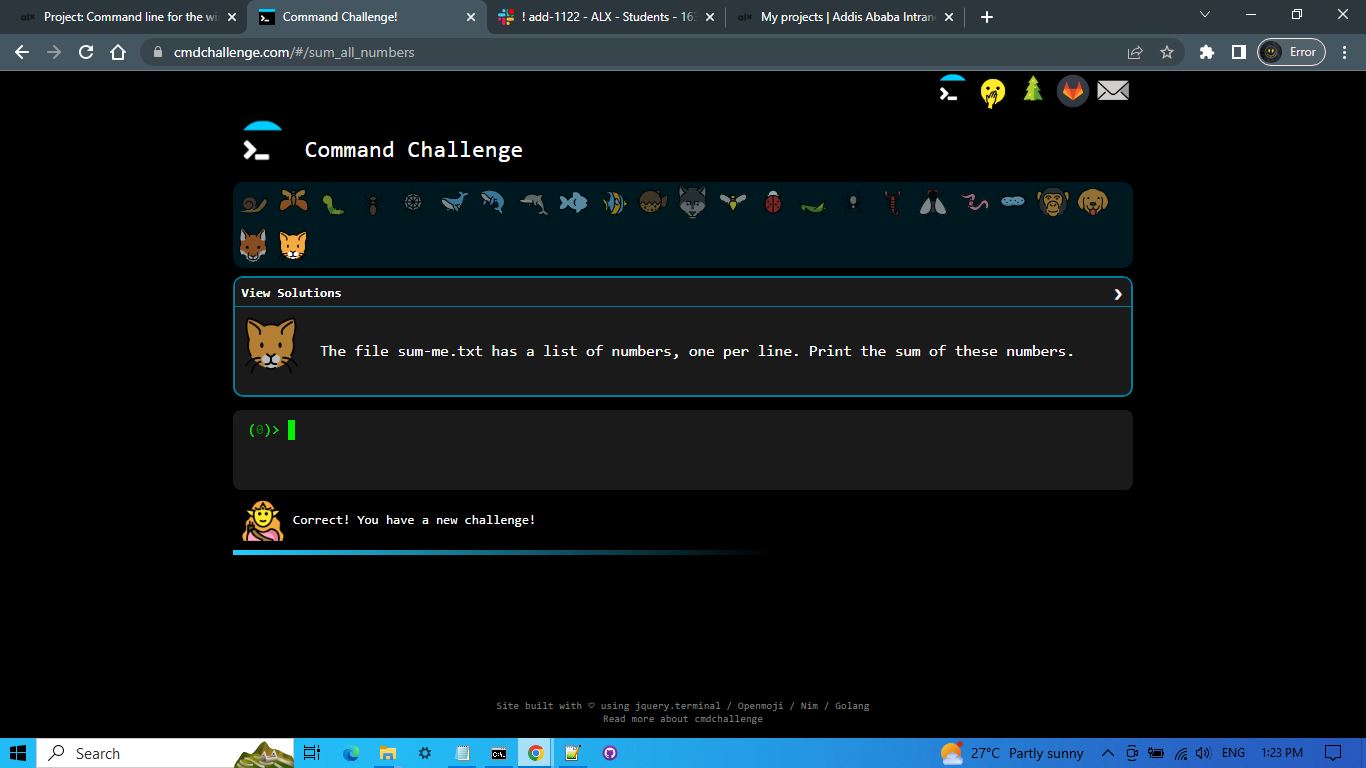 alx Project: Command line for the wi
Command Challenge!
! add-1122 - ALX - Students - 163
alx My projects | Addis Ababa Intran
cmdchallenge.com/#/sum_all_numbers
Error
Command Challenge
View Solutions
The file sum-me.txt has a list of numbers, one per line. Print the sum of these numbers.
(0)>
Correct! You have a new challenge!
Site built with ♡ using jquery.terminal / Openmoji / Nim / Golang
Read more about cmdchallenge
Search
27°C Partly sunny
ENG
1:23 PM